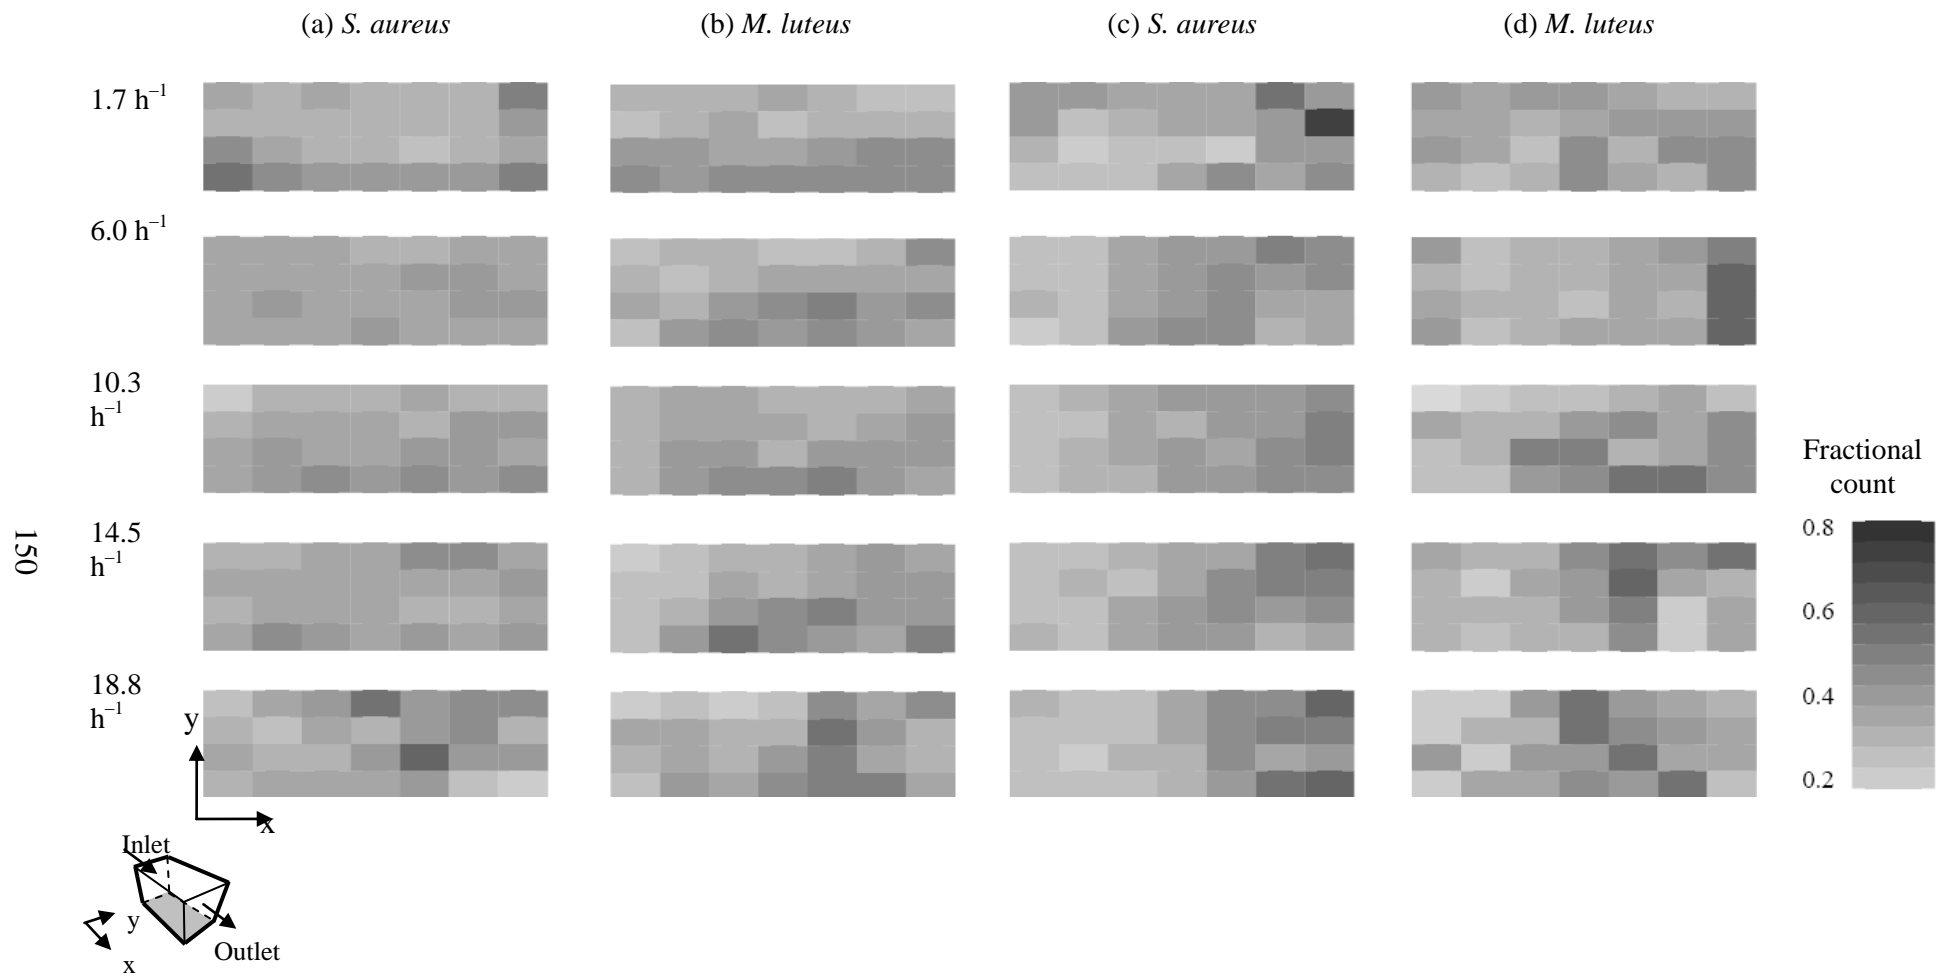 (a) S. aureus (b) M. luteus (c) S. aureus (d) M. luteus
1.7 h⁻¹
6.0 h⁻¹
10.3
h⁻¹
14.5
h⁻¹
18.8
h⁻¹
y
x
Inlet
y
x
Outlet
150
Fractional
count
0.8
0.6
0.4
0.2